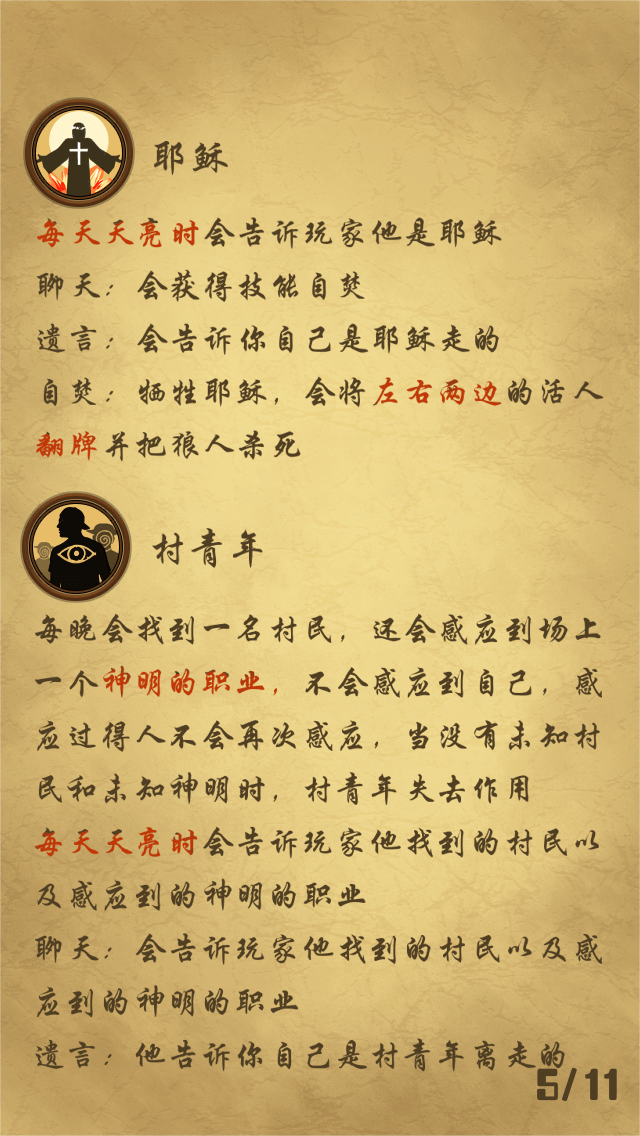 耶稣
每天天亮时会告诉玩家他是耶稣
聊天：会获得技能自焚
遗言：会告诉你自己是耶稣走的
自焚：牺牲耶稣，会将左右两边的活人
翻牌并把狼人杀死
村青年
每晚会找到一名村民，还会感应到场上
一个神明的职业，不会感应到自己，感
应过得人不会再次感应，当没有未知村
民和未知神明时，村青年失去作用
每天天亮时会告诉玩家他找到的村民以
及感应到的神明的职业
聊天：会告诉玩家他找到的村民以及感
应到的神明的职业
遗言：他告诉你自己是村青年离走的
5/11